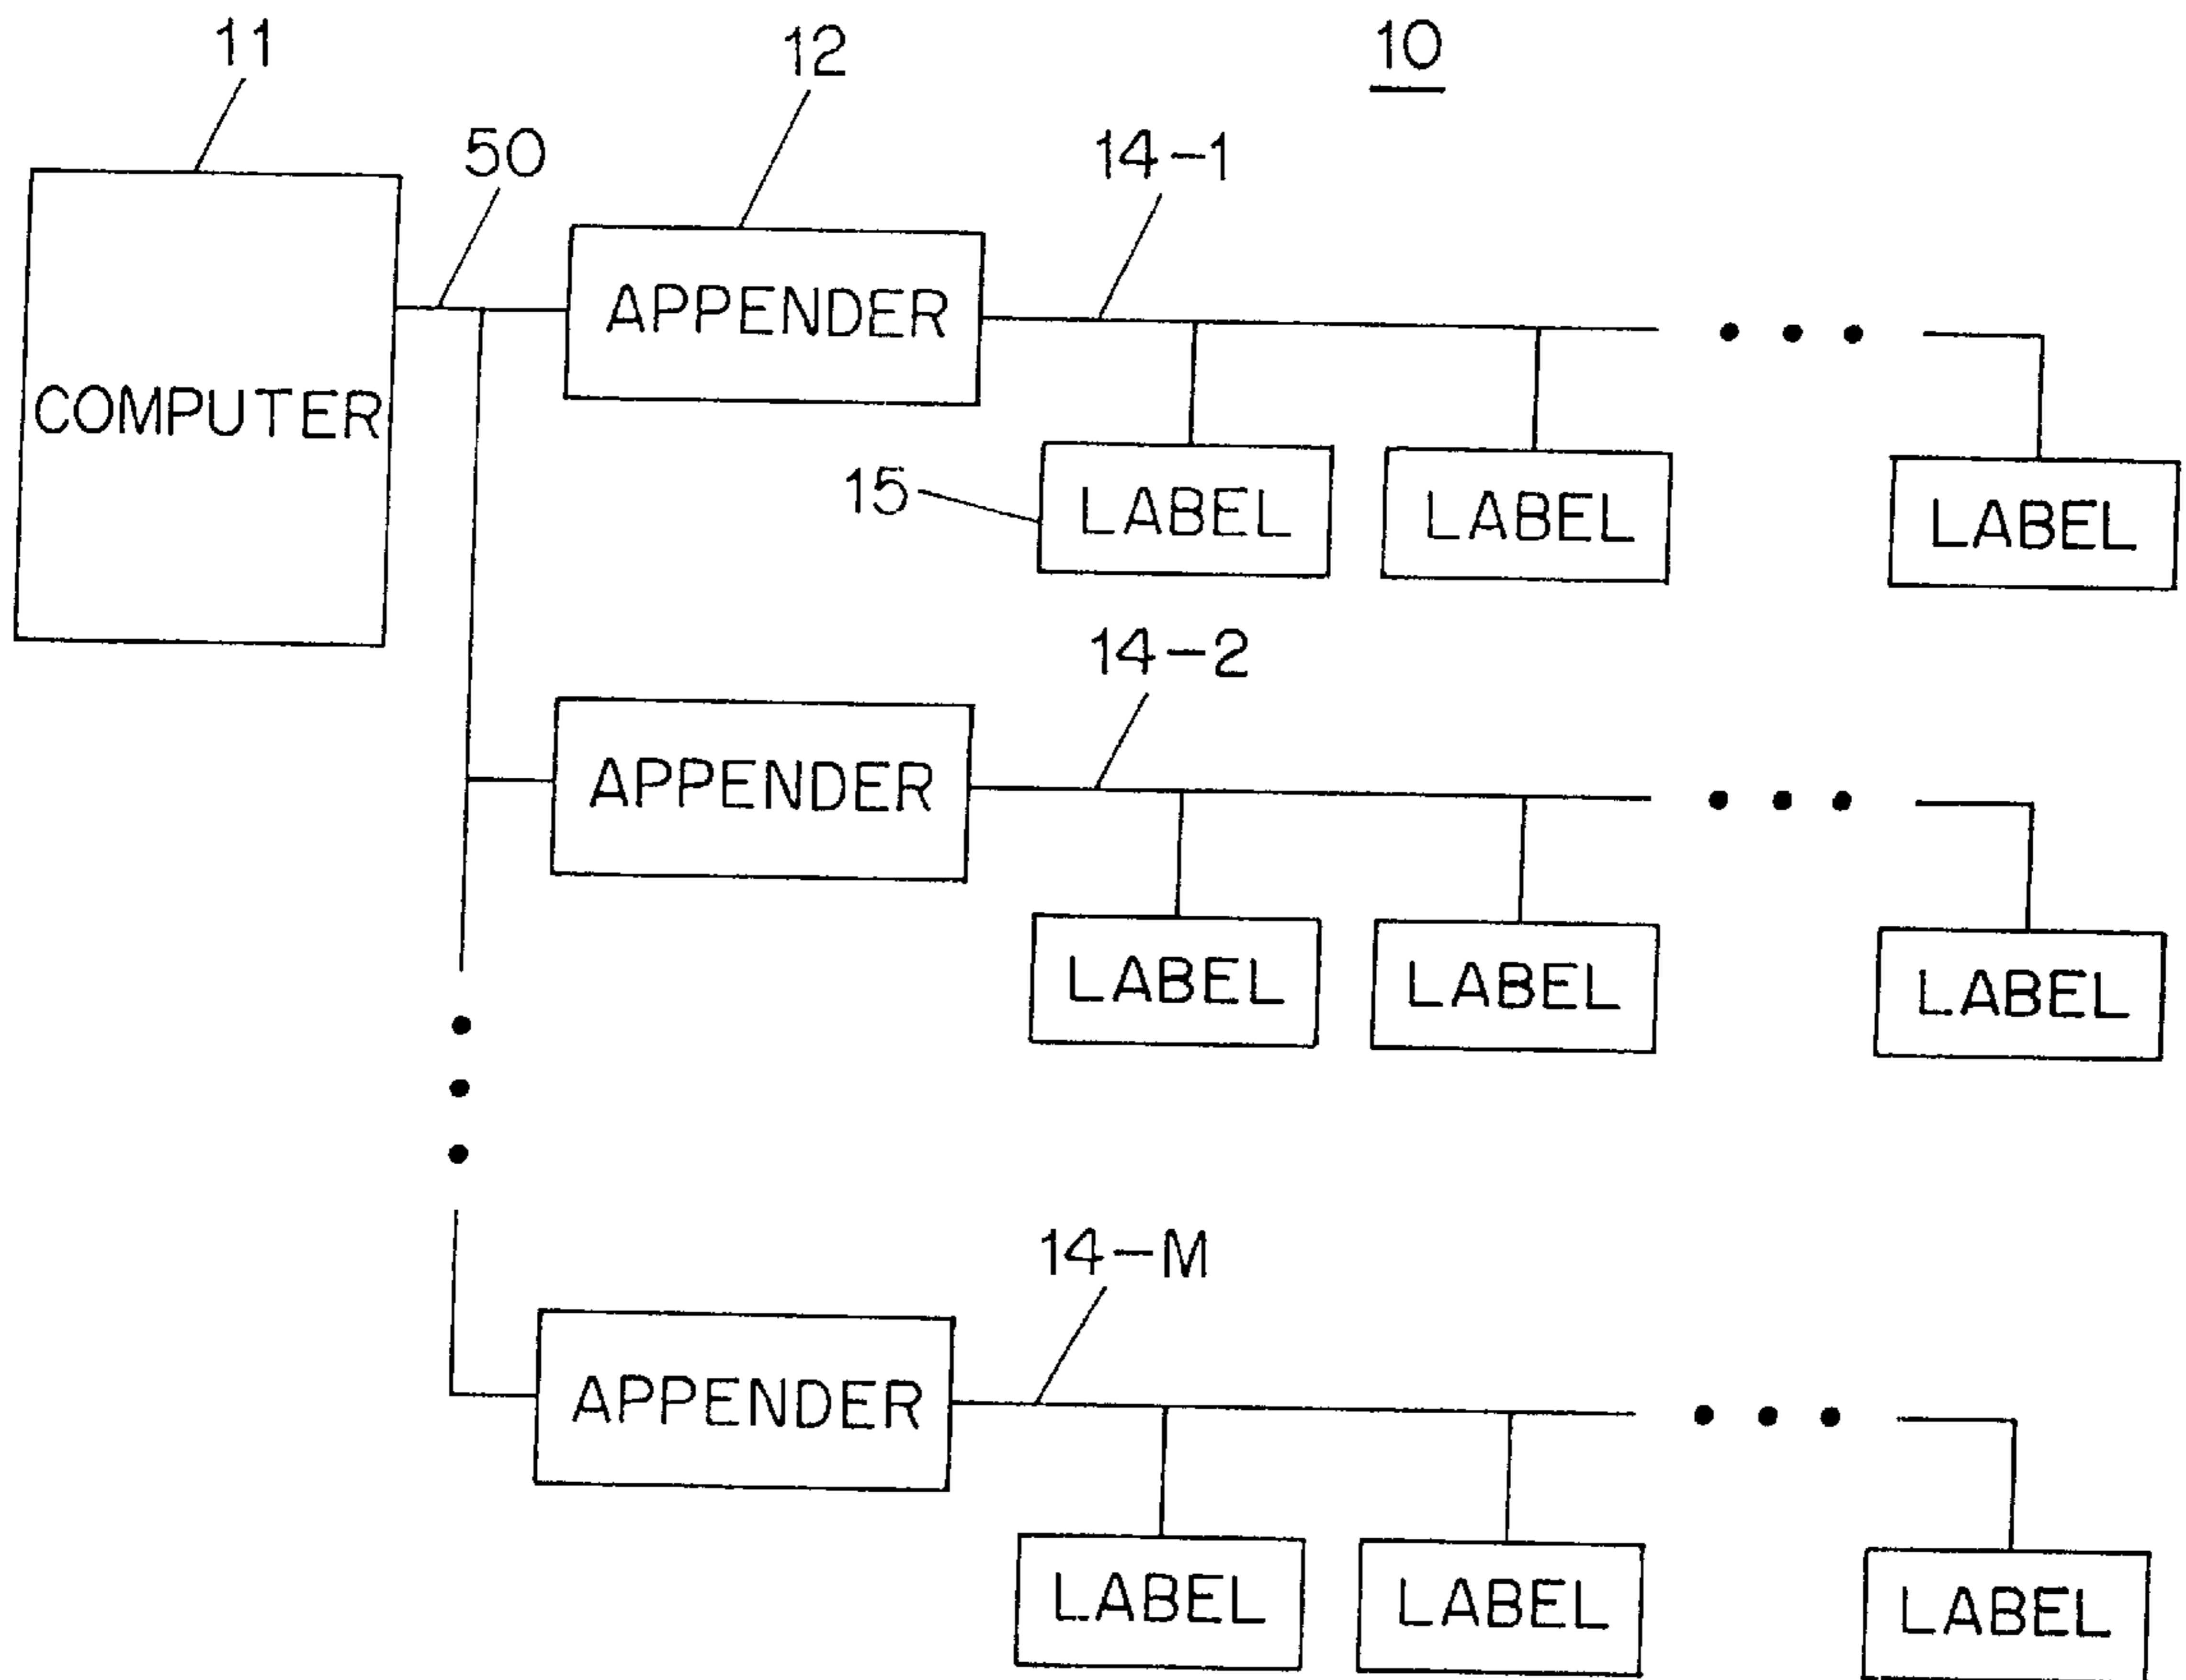 11
12
10
50
14-1
COMPUTER
APPENDER
15
LABEL
LABEL
LABEL
14-2
APPENDER
LABEL
LABEL
LABEL
14-M
APPENDER
LABEL
LABEL
LABEL